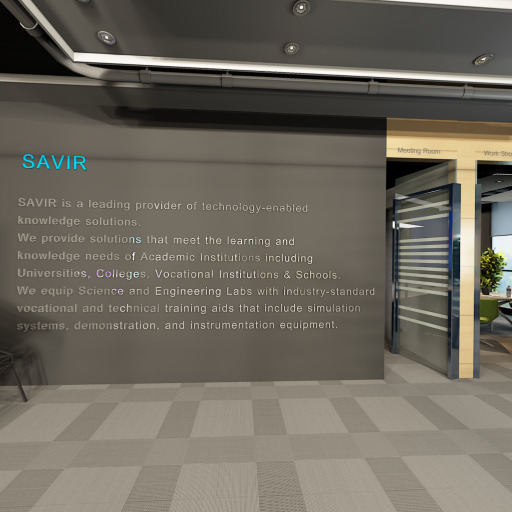 SAVIR
SAVIR is a leading provider of technology-enabled
knowledge solutions.
We provide solutions that meet the learning and
knowledge needs of Academic Institutions including
Universities, Colleges, Vocational Institutions & Schools.
We equip Science and Engineering Labs with industry-standard
vocational and technical training aids that include simulation
systems, demonstration, and instrumentation equipment.
Meeting Room
Work